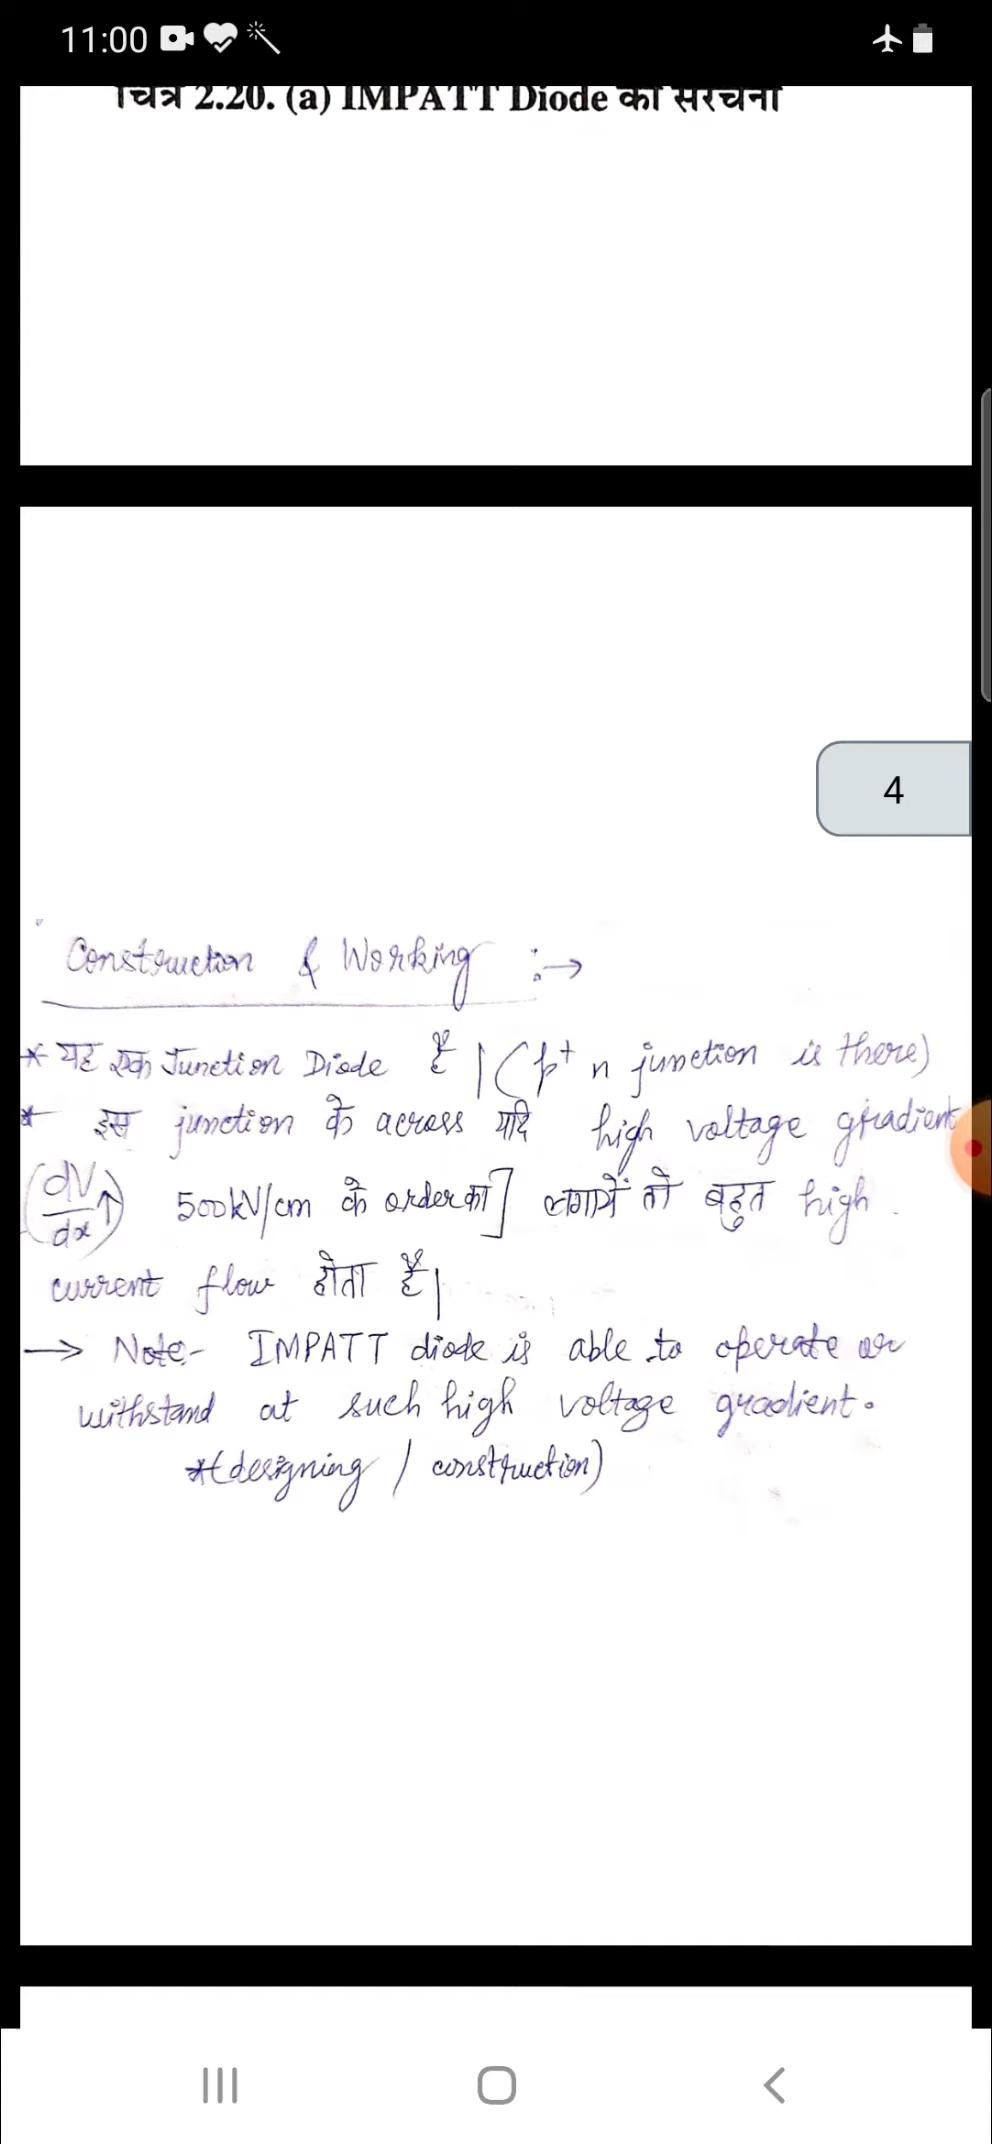 11:00
चित्र 2.20. (a) IMPATT Diode की संरचना
4
Construction & Working :→
* यह एक Junction Diode है | (p+ n junction is there)
* इस junction के across यदि high voltage gradient
(dV/dx ↑) 500kV/cm के order का] लगायें तो बहुत high
current flow होता है|
→ Note:- IMPATT diode is able to operate or
withstand at such high voltage gradient.
*(designing / construction)